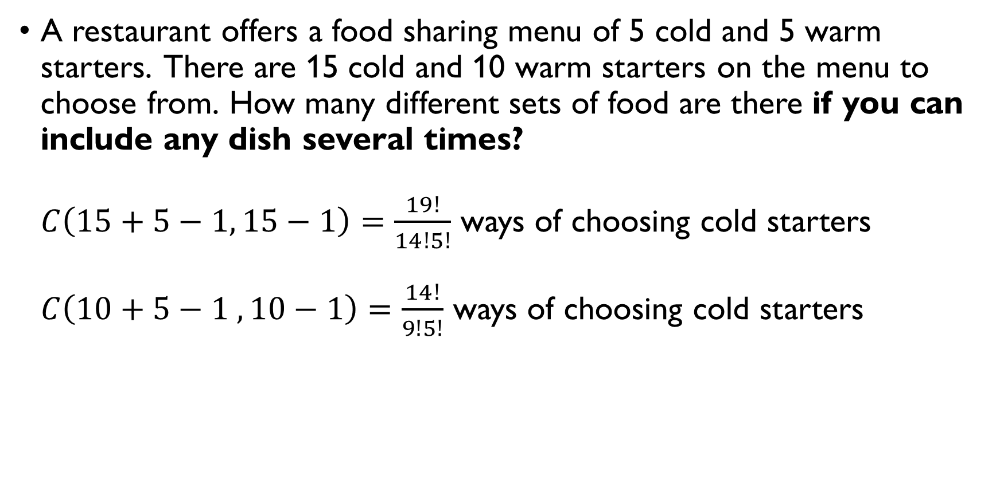 • A restaurant offers a food sharing menu of 5 cold and 5 warm
starters. There are 15 cold and 10 warm starters on the menu to
choose from. How many different sets of food are there if you can
include any dish several times?
C(15 + 5 − 1, 15 − 1) = 19!/14!5! ways of choosing cold starters
C(10 + 5 − 1 , 10 − 1) = 14!/9!5! ways of choosing cold starters